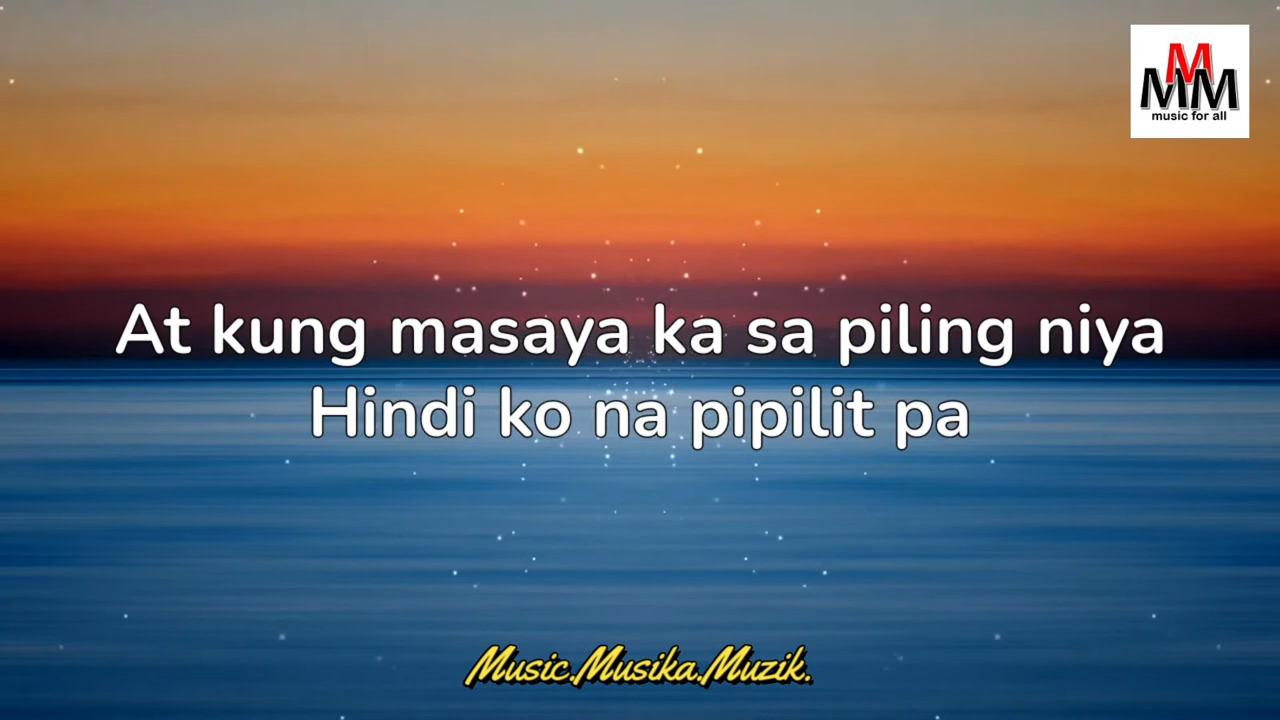 M
MMM
music for all
At kung masaya ka sa piling niya
Hindi ko na pipilit pa
Music.Musika.Muzik.